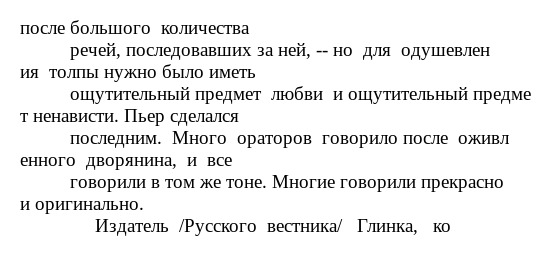 после большого количества
речей, последовавших за ней, -- но для одушевлен
ия толпы нужно было иметь
ощутительный предмет любви и ощутительный предме
т ненависти. Пьер сделался
последним. Много ораторов говорило после оживл
енного дворянина, и все
говорили в том же тоне. Многие говорили прекрасно
и оригинально.
Издатель /Русского вестника/ Глинка, ко